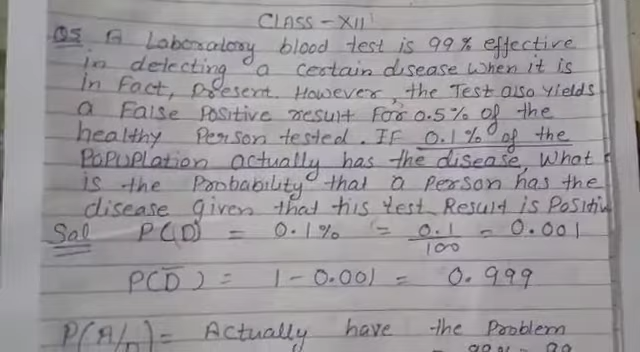 CLASS - XII
Q5 A Laboratory blood test is 99% effective
in detecting a certain disease when it is
in Fact, Present. However, the Test also Yields
a False Positive result For 0.5% of the
healthy Person tested. IF 0.1% of the
Population actually has the disease, What
is the Probability that a Person has the
disease given that his test Result is Positiv
Sol P(D) = 0.1% = 0.1/100 = 0.001
P(D̄) = 1 - 0.001 = 0.999
P(A/D) = Actually have the Problem